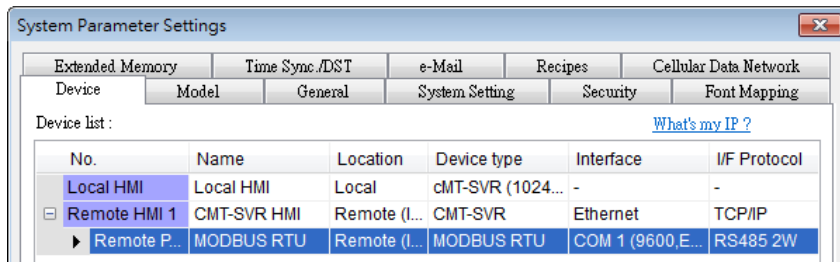 System Parameter Settings
Extended Memory Time Sync./DST e-Mail Recipes Cellular Data Network
Device Model General System Setting Security Font Mapping
Device list : What's my IP ?
No. Name Location Device type Interface I/F Protocol
Local HMI Local HMI Local cMT-SVR (1024... - -
Remote HMI 1 CMT-SVR HMI Remote (I... CMT-SVR Ethernet TCP/IP
Remote P... MODBUS RTU Remote (I... MODBUS RTU COM 1 (9600,E... RS485 2W